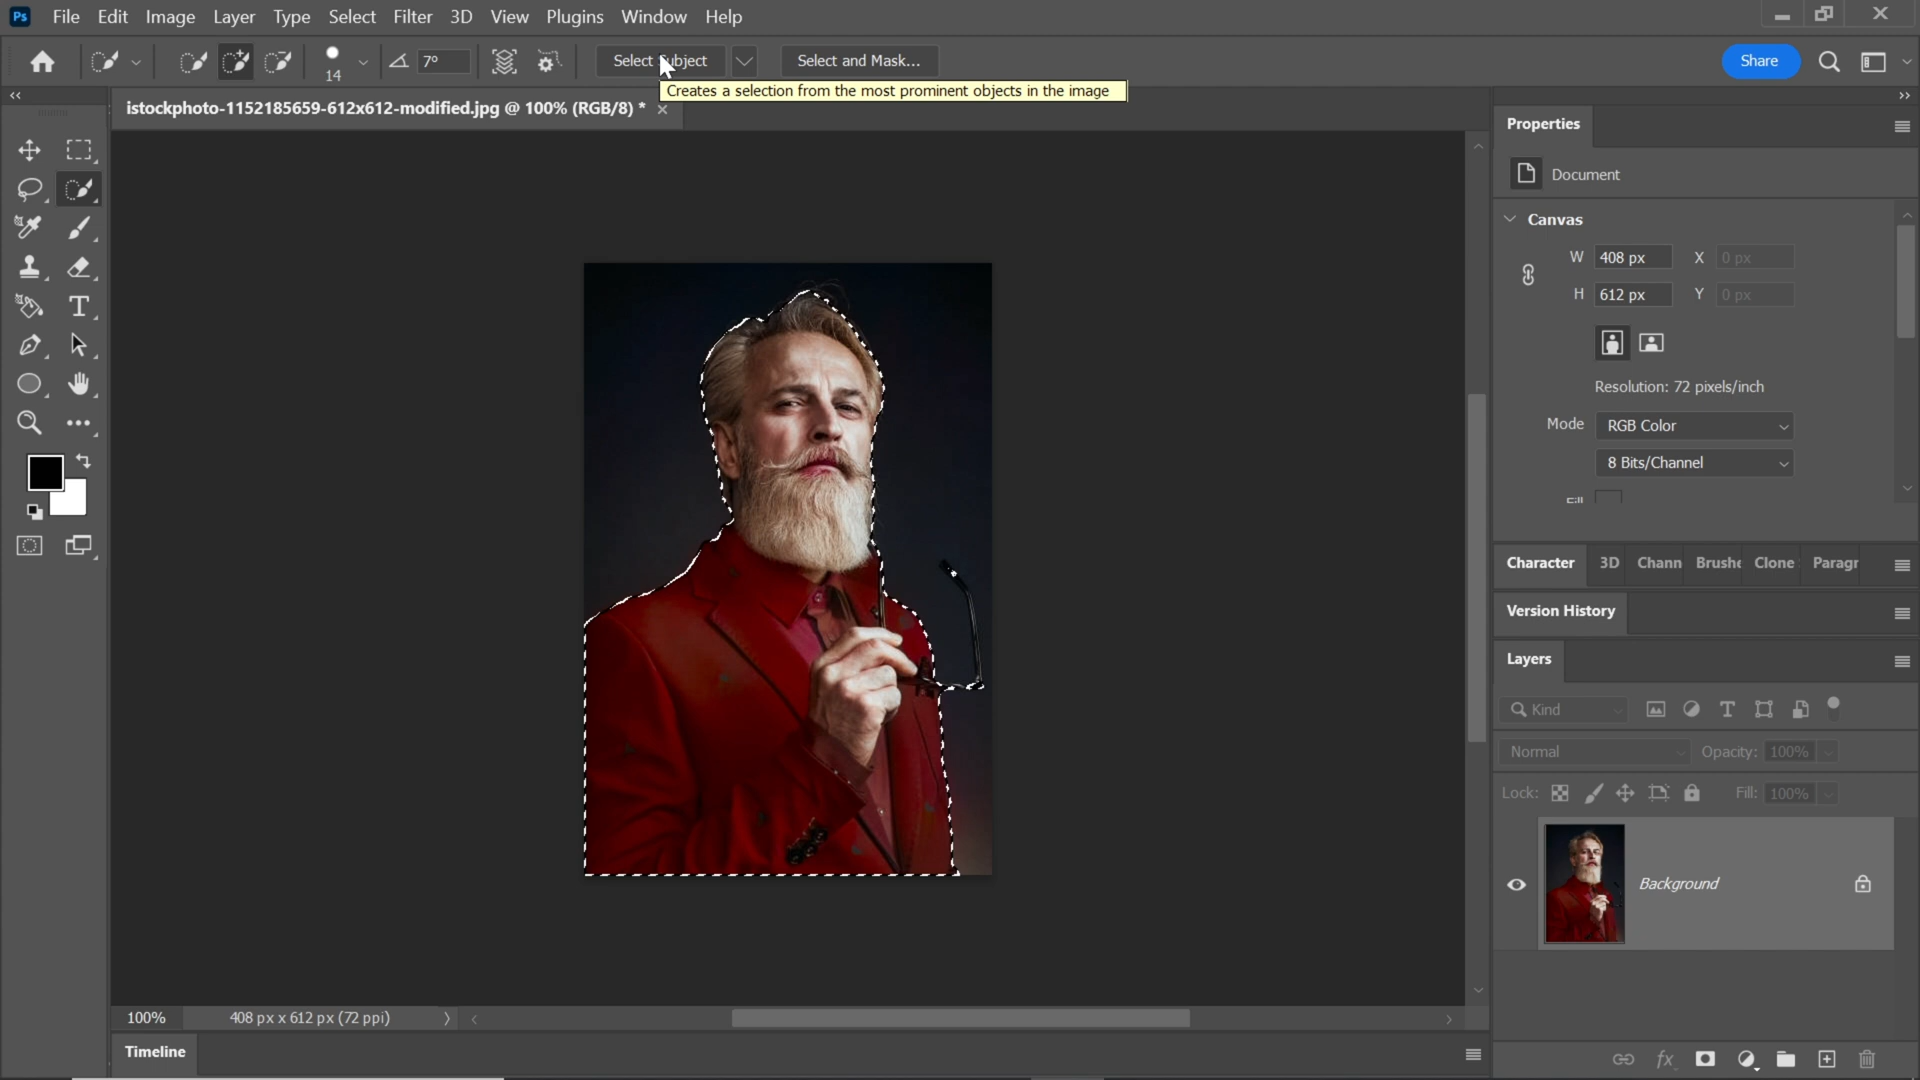 Ps File Edit Image Layer Type Select Filter 3D View Plugins Window Help
14 7° Select Subject Select and Mask... Share
Creates a selection from the most prominent objects in the image
istockphoto-1152185659-612x612-modified.jpg @ 100% (RGB/8) *
Properties
Document
Canvas
W 408 px X 0 px
H 612 px Y 0 px
Resolution: 72 pixels/inch
Mode RGB Color
8 Bits/Channel
Fill
Character 3D Chann Brushe Clone Paragr
Version History
Layers
Kind
Normal Opacity: 100%
Lock: Fill: 100%
Background
fx
100% 408 px x 612 px (72 ppi)
Timeline